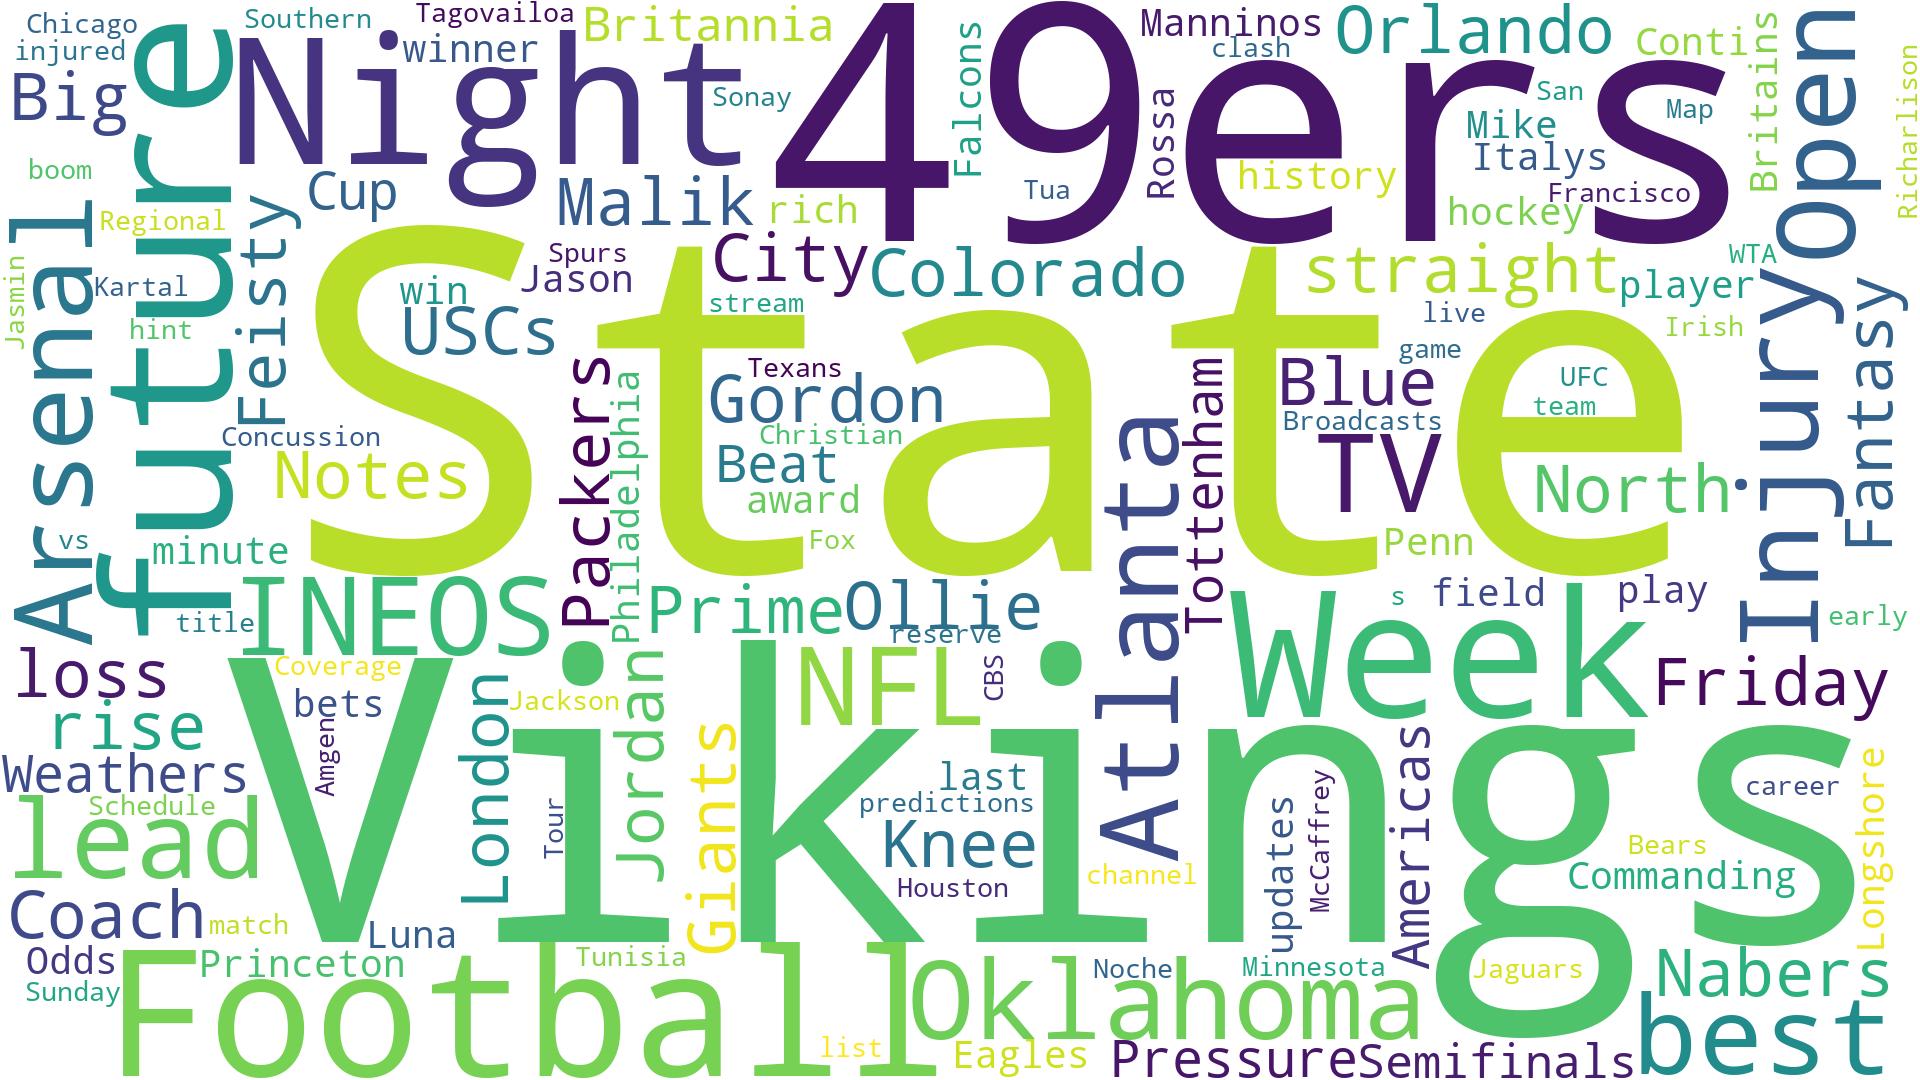 Chicago
Southern
Tagovailoa
Britannia
49ers
Manninos
Orlando
Conti
Britains
open
Richarlison
injured
future
Night
winner
Falcons
clash
Big
Sonay
Rossa
San
Map
Mike
Italys
boom
Cup
Malik
rich
Tua
history
Francisco
hockey
Arsenal
Regional
Feisty
Spurs
Jason
City
Colorado
straight
player
WTA
Injury
Fantasy
Jasmin
Kartal
hint
State
win
USCs
stream
live
Irish
Packers
Philadelphia
Texans
Gordon
Atlanta
Tottenham
Blue
game
UFC
team
Concussion
Notes
Christian
Beat
award
Broadcasts
TV
North
vs
minute
Fox
Penn
INEOS
Prime
Ollie
reserve
Week
s
field
play
early
title
loss
Coverage
bets
Vikings
London
Jackson
Jordan
NFL
CBS
Friday
rise
Amgen
Weathers
Schedule
lead
Tour
Giants
last
predictions
Knee
Houston
channel
updates
McCaffrey
Americas
career
Bears
Commanding
Longshore
Coach
match
Luna
Odds
Princeton
Sunday
Football
Tunisia
Oklahoma
Noche
Minnesota
Jaguars
Nabers
best
list
Eagles
Pressure
Semifinals